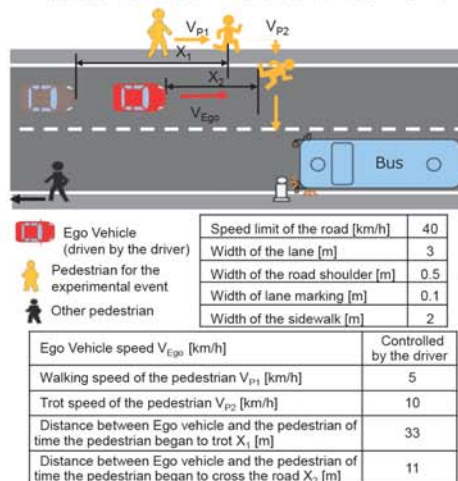 V_P1
V_P2
X_1
X_2
V_Ego
Bus
Ego Vehicle
(driven by the driver)
Pedestrian for the
experimental event
Other pedestrian
Speed limit of the road [km/h] 40
Width of the lane [m] 3
Width of the road shoulder [m] 0.5
Width of lane marking [m] 0.1
Width of the sidewalk [m] 2
Ego Vehicle speed V_Ego [km/h] Controlled
by the driver
Walking speed of the pedestrian V_P1 [km/h] 5
Trot speed of the pedestrian V_P2 [km/h] 10
Distance between Ego vehicle and the pedestrian of
time the pedestrian began to trot X_1 [m] 33
Distance between Ego vehicle and the pedestrian of
time the pedestrian began to cross the road X_2 [m] 11